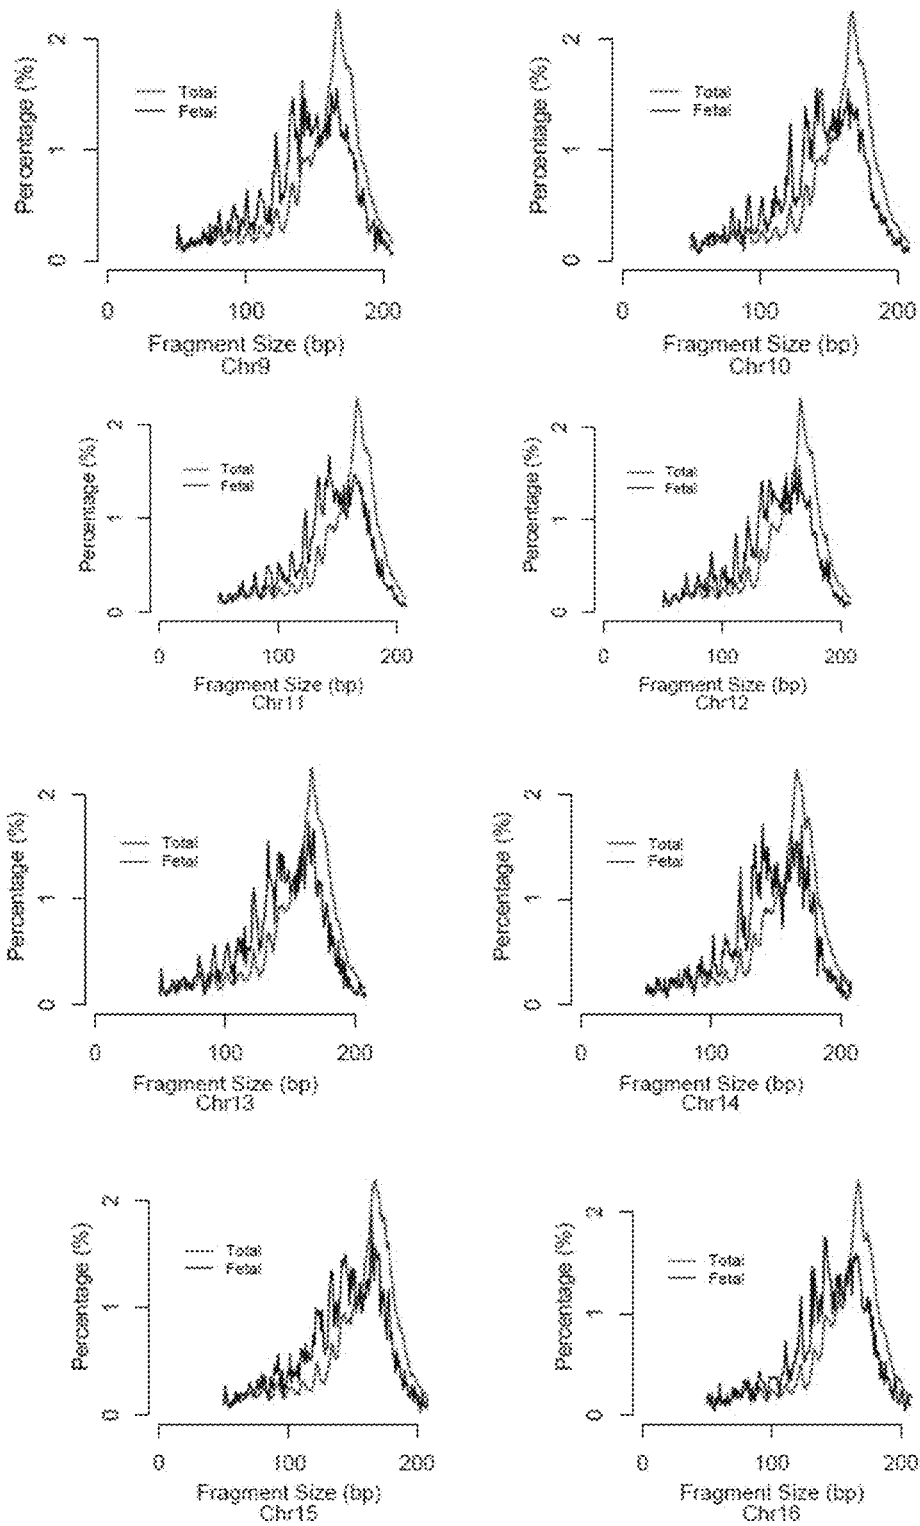 Percentage (%)
2
1
0
Total
Fetal
0 100 200
Fragment Size (bp)
Chr9
Percentage (%)
2
1
0
Total
Fetal
0 100 200
Fragment Size (bp)
Chr10
Percentage (%)
2
1
0
Total
Fetal
0 100 200
Fragment Size (bp)
Chr11
Percentage (%)
2
1
0
Total
Fetal
0 100 200
Fragment Size (bp)
Chr12
Percentage (%)
2
1
0
Total
Fetal
0 100 200
Fragment Size (bp)
Chr13
Percentage (%)
2
1
0
Total
Fetal
0 100 200
Fragment Size (bp)
Chr14
Percentage (%)
2
1
0
Total
Fetal
0 100 200
Fragment Size (bp)
Chr15
Percentage (%)
2
1
0
Total
Fetal
0 100 200
Fragment Size (bp)
Chr16